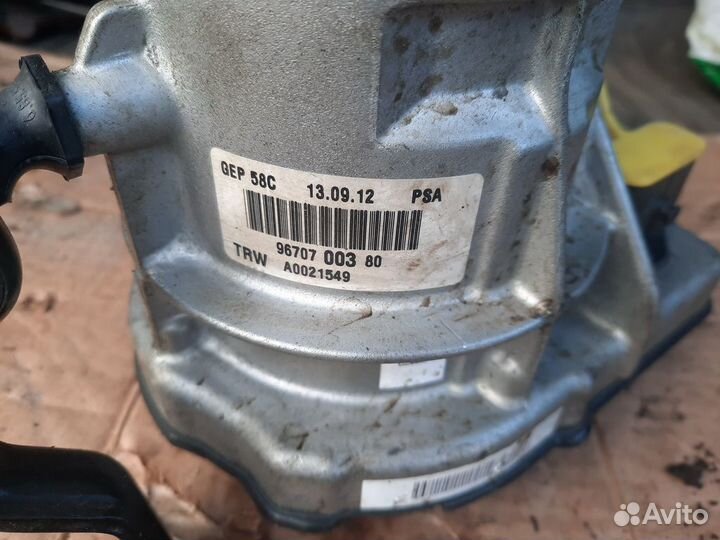 GEP 58C 13.09.12 PSA
96707 003 80
TRW A0021549
Avito